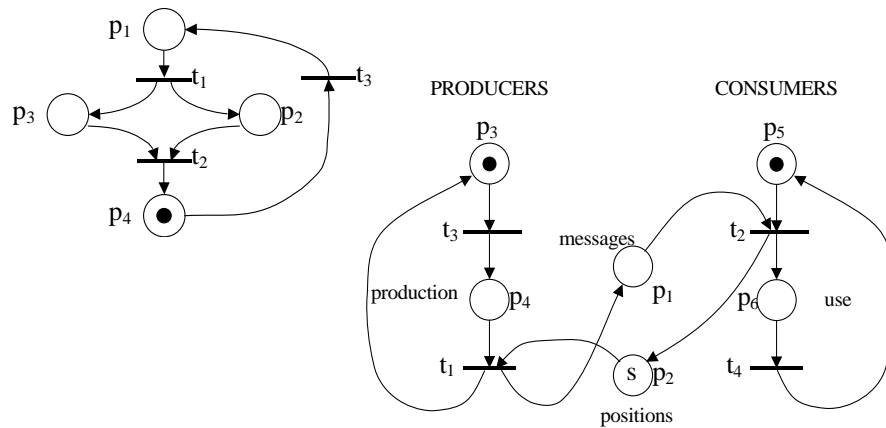 p1
t1
t3
p3
p2
t2
p4
PRODUCERS
CONSUMERS
p3
p5
t3
messages
t2
p1
production
p4
p6
use
t1
s
p2
t4
positions